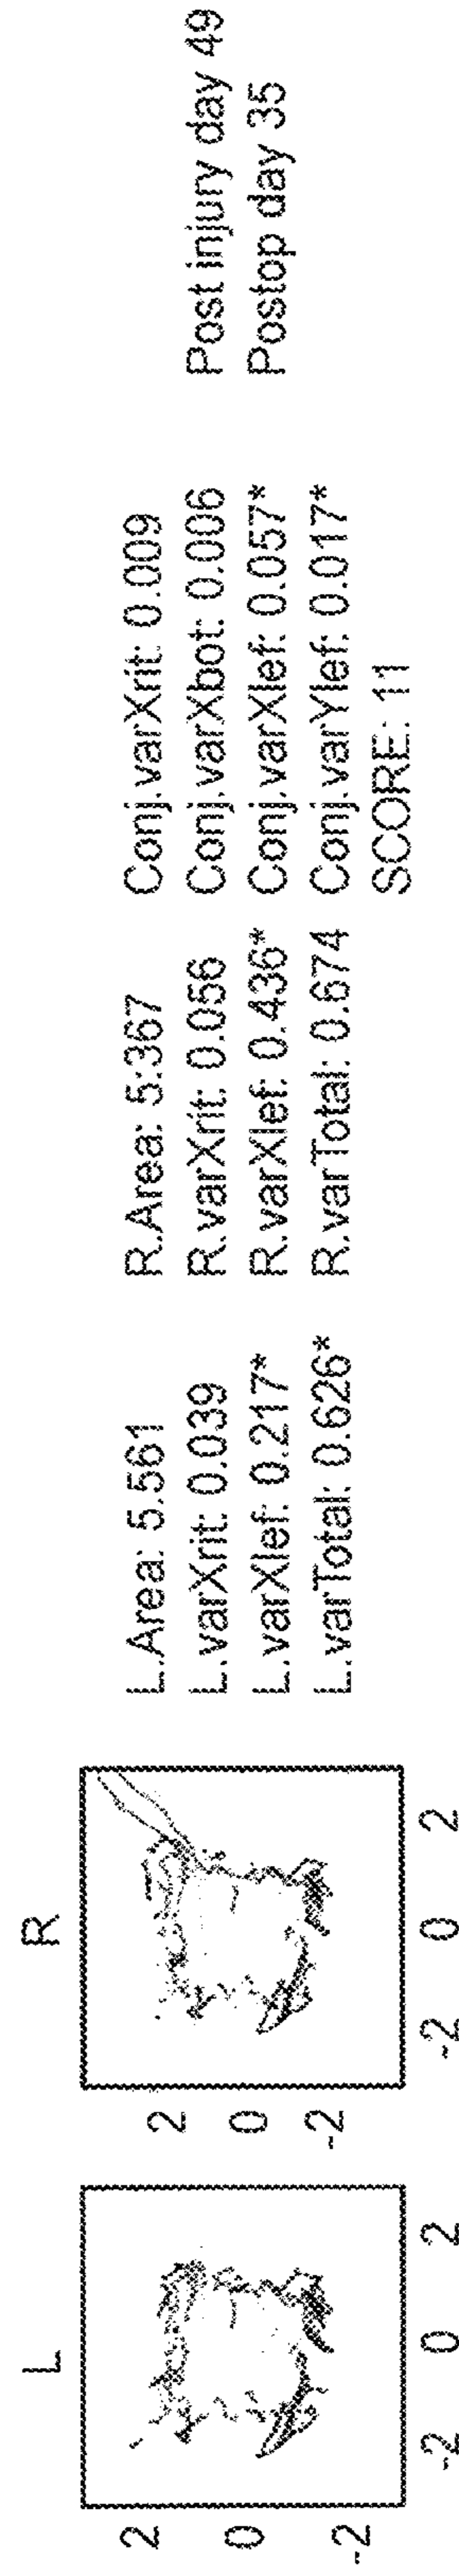 L
2
0
-2
-2
0
2
R
2
0
-2
-2
0
2
L.Area: 5.561
L.varXrit: 0.039
L.varXlef: 0.217*
L.varTotal: 0.626*
R.Area: 5:367
R.varXrit: 0.056
R.varXlef: 0.436*
R.varTotal: 0.674
Conj.varXrit: 0.009
Conj.varXbot: 0.006
Conj.varXlef: 0.057*
Conj.varYlef: 0.017*
SCORE: 11
Post injury day 49
Postop day 35